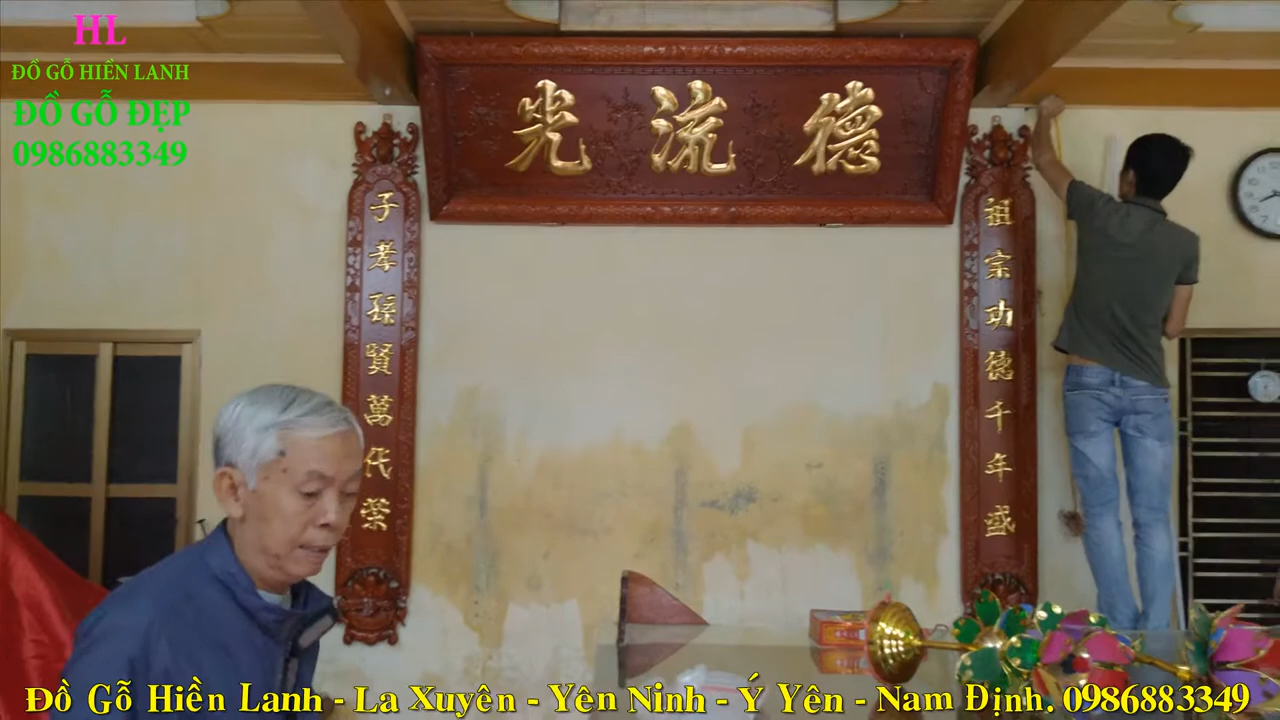 HL
ĐỒ GỖ HIỀN LANH
ĐỒ GỖ ĐẸP
0986883349
德流光
祖宗功德千年盛
子孝孫賢萬代榮
Đồ Gỗ Hiền Lanh - La Xuyên - Yên Ninh - Ý Yên - Nam Định. 0986883349